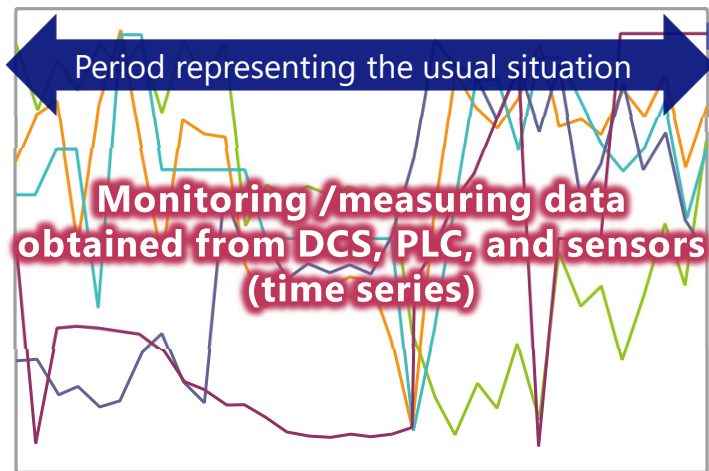 Period representing the usual situation
Monitoring /measuring data
obtained from DCS, PLC, and sensors
(time series)